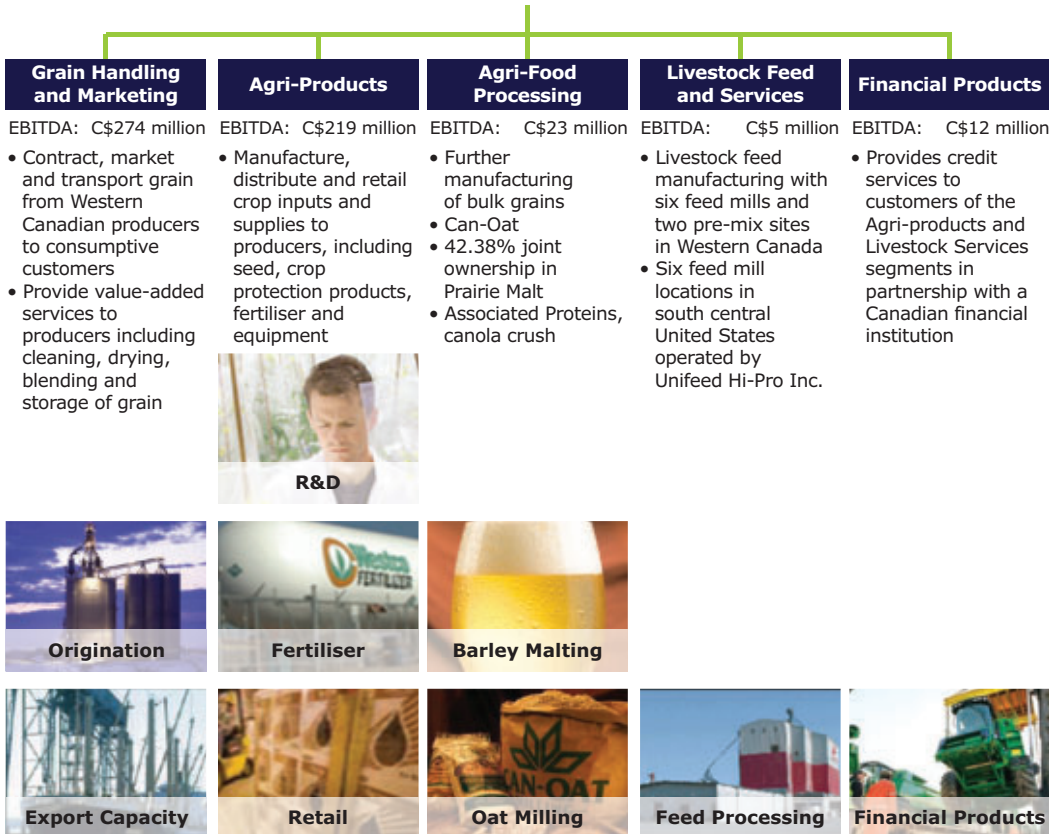 Grain Handling
and Marketing
EBITDA: C$274 million
• Contract, market
and transport grain
from Western
Canadian producers
to consumptive
customers
• Provide value-added
services to
producers including
cleaning, drying,
blending and
storage of grain
Origination
Export Capacity
Agri-Products
EBITDA: C$219 million
• Manufacture,
distribute and retail
crop inputs and
supplies to
producers, including
seed, crop
protection products,
fertiliser and
equipment
R&D
FERTILIZER
Fertiliser
Retail
Agri-Food
Processing
EBITDA: C$23 million
• Further
manufacturing
of bulk grains
• Can-Oat
• 42.38% joint
ownership in
Prairie Malt
• Associated Proteins,
canola crush
Barley Malting
CAN-OAT
Oat Milling
Livestock Feed
and Services
EBITDA: C$5 million
• Livestock feed
manufacturing with
six feed mills and
two pre-mix sites
in Western Canada
• Six feed mill
locations in
south central
United States
operated by
Unifeed Hi-Pro Inc.
Feed Processing
Financial Products
EBITDA: C$12 million
• Provides credit
services to
customers of the
Agri-products and
Livestock Services
segments in
partnership with a
Canadian financial
institution
Financial Products